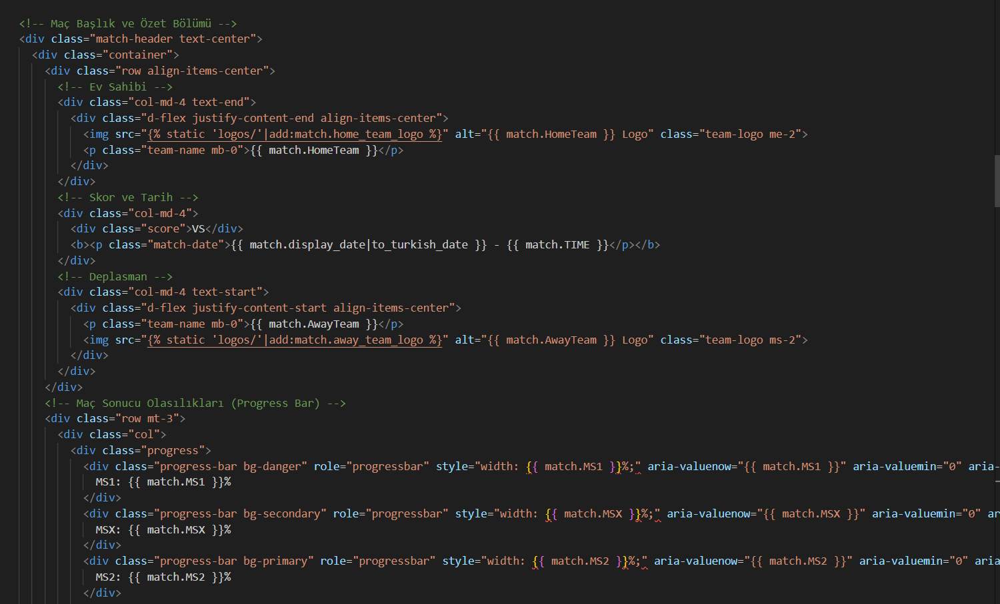 <!-- Maç Başlık ve Özet Bölümü -->
<div class="match-header text-center">
<div class="container">
<div class="row align-items-center">
<!-- Ev Sahibi -->
<div class="col-md-4 text-end">
<div class="d-flex justify-content-end align-items-center">
<img src="{% static 'logos/'|add:match.home_team_logo %}" alt="{{ match.HomeTeam }} Logo" class="team-logo me-2">
<p class="team-name mb-0">{{ match.HomeTeam }}</p>
</div>
</div>
<!-- Skor ve Tarih -->
<div class="col-md-4">
<div class="score">VS</div>
<b><p class="match-date">{{ match.display_date|to_turkish_date }} - {{ match.TIME }}</p></b>
</div>
<!-- Deplasman -->
<div class="col-md-4 text-start">
<div class="d-flex justify-content-start align-items-center">
<p class="team-name mb-0">{{ match.AwayTeam }}</p>
<img src="{% static 'logos/'|add:match.away_team_logo %}" alt="{{ match.AwayTeam }} Logo" class="team-logo ms-2">
</div>
</div>
</div>
<!-- Maç Sonucu Olasılıkları (Progress Bar) -->
<div class="row mt-3">
<div class="col">
<div class="progress">
<div class="progress-bar bg-danger" role="progressbar" style="width: {{ match.MS1 }}%;" aria-valuenow="{{ match.MS1 }}" aria-valuemin="0" aria-
MS1: {{ match.MS1 }}%
</div>
<div class="progress-bar bg-secondary" role="progressbar" style="width: {{ match.MSX }}%;" aria-valuenow="{{ match.MSX }}" aria-valuemin="0" ar
MSX: {{ match.MSX }}%
</div>
<div class="progress-bar bg-primary" role="progressbar" style="width: {{ match.MS2 }}%;" aria-valuenow="{{ match.MS2 }}" aria-valuemin="0" aria
MS2: {{ match.MS2 }}%
</div>